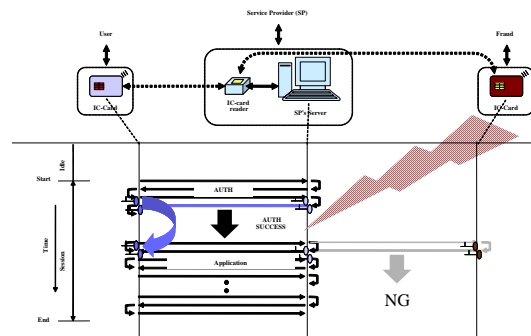 Service Provider (SP)
User
Fraud
IC-Card
IC-card
reader
SP's Server
IC-Card
Idle
Start
AUTH
AUTH
SUCCESS
Time
Session
Application
NG
End